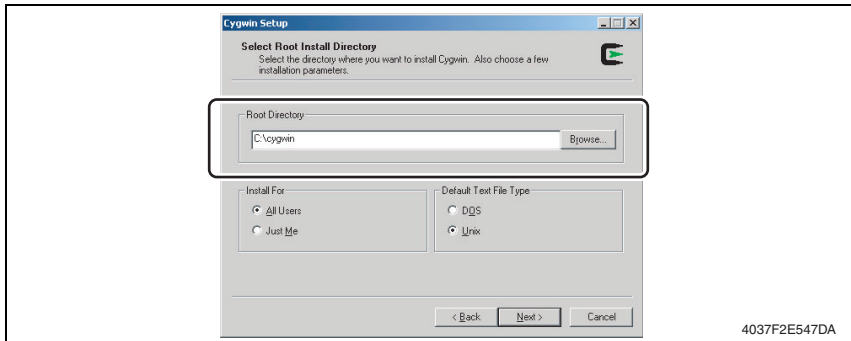 Cygwin Setup
Select Root Install Directory
Select the directory where you want to install Cygwin. Also choose a few
installation parameters.
Root Directory
C:\cygwin
Browse...
Install For
All Users
Just Me
Default Text File Type
DOS
Unix
< Back
Next >
Cancel
4037F2E547DA